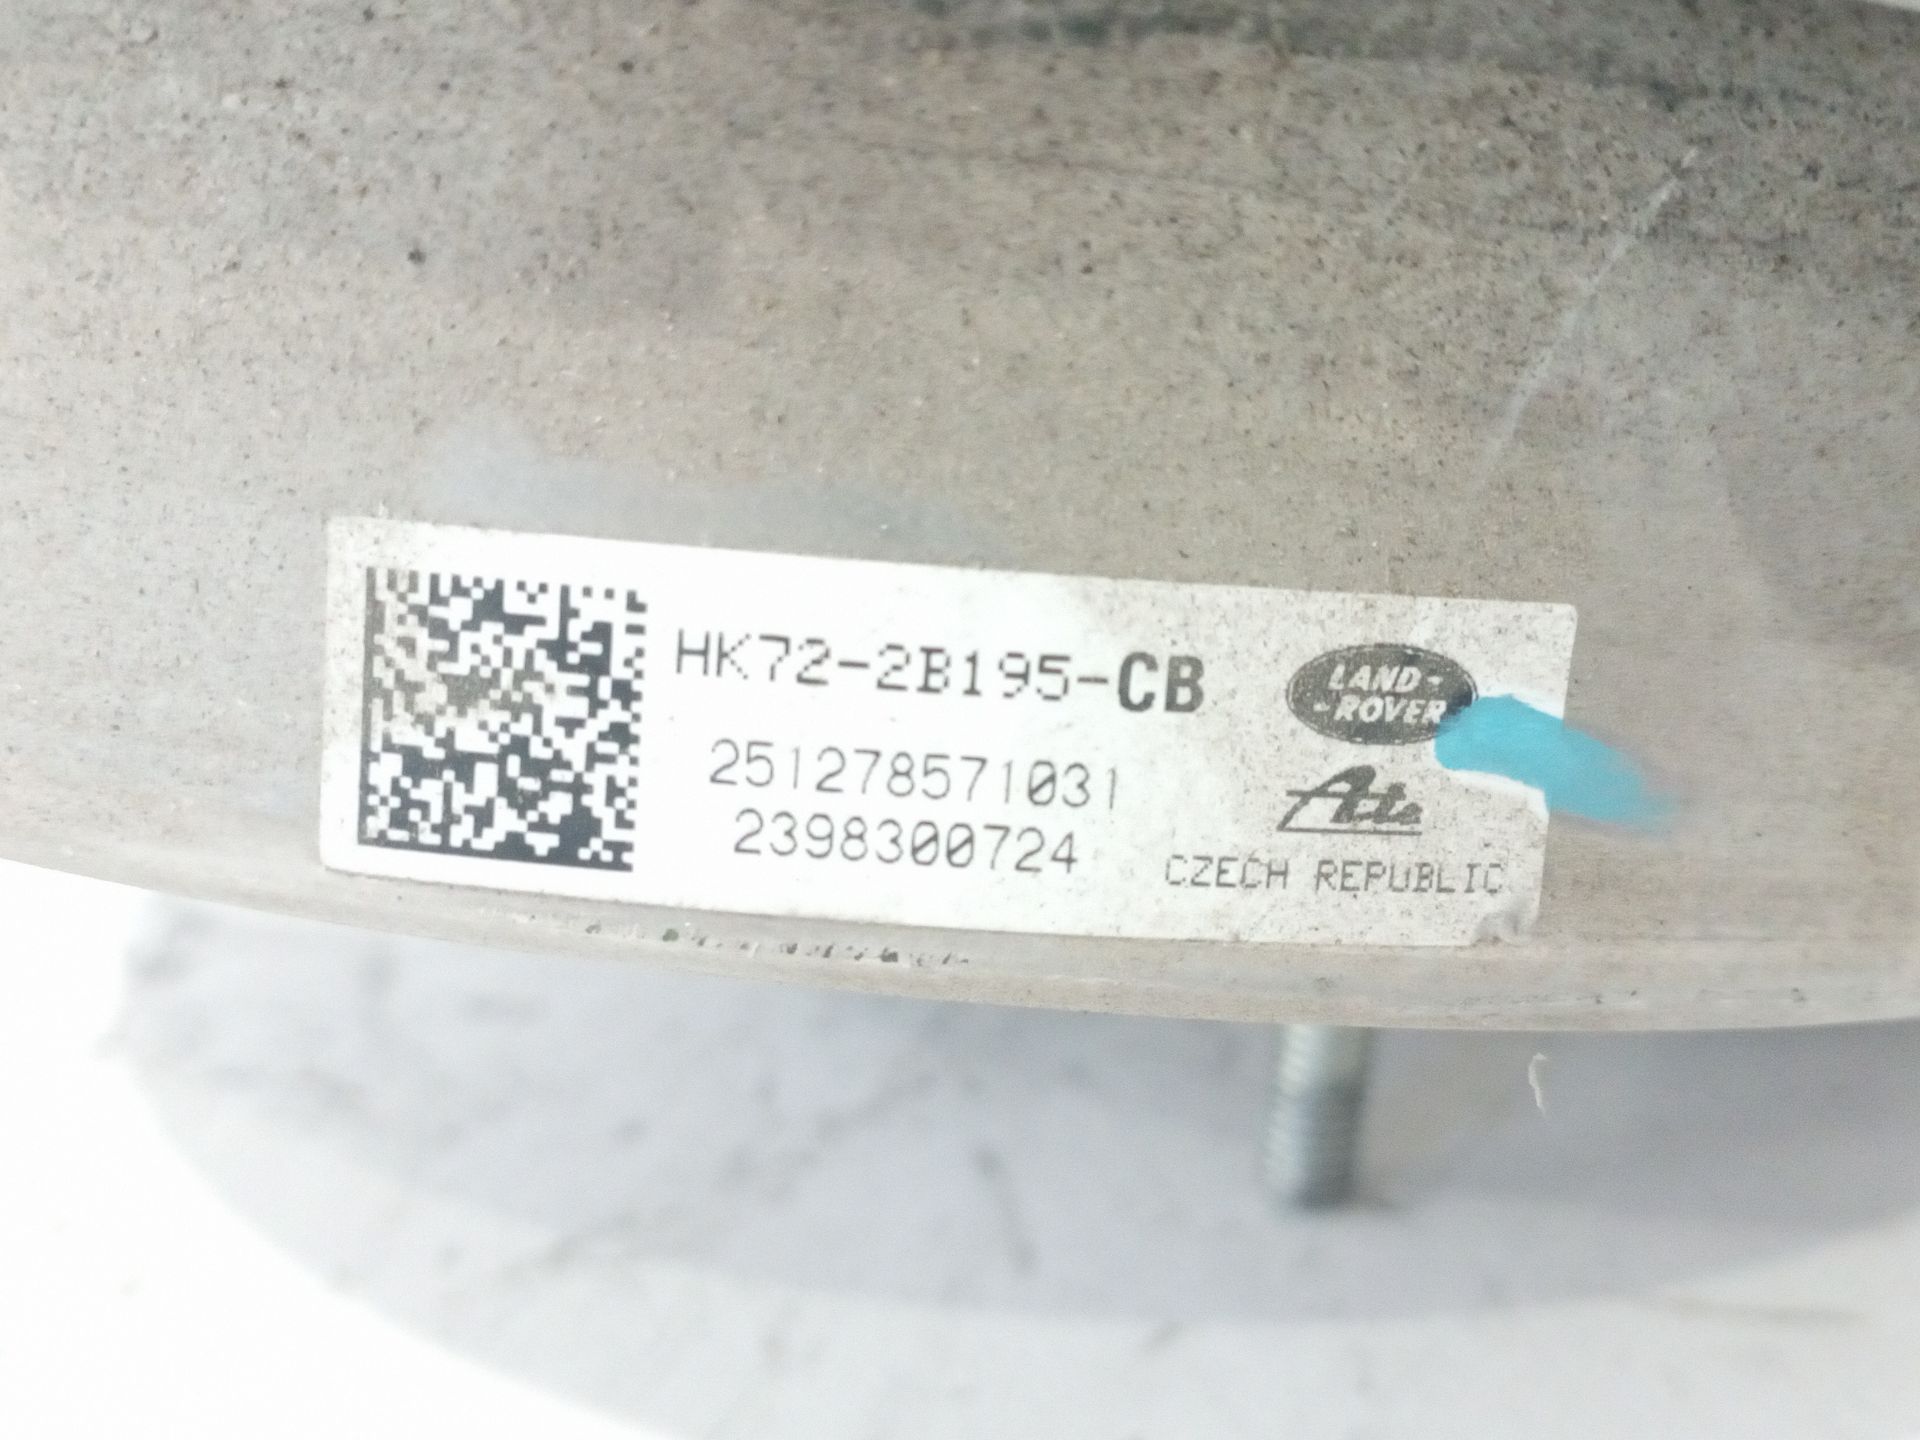 HK72-2B195-CB
251278571031
2398300724
LAND-
-ROVER
Ate
CZECH REPUBLIC